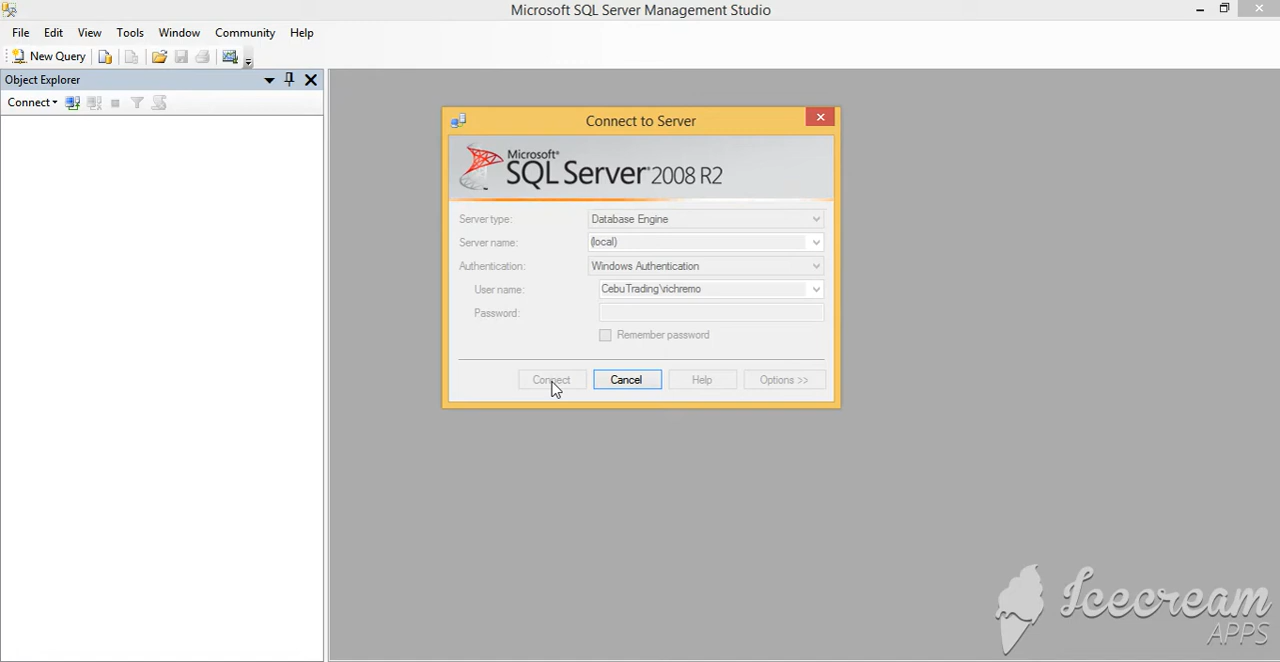 Microsoft SQL Server Management Studio
File Edit View Tools Window Community Help
New Query
Object Explorer
Connect
Connect to Server
Microsoft®
SQL Server® 2008 R2
Server type: Database Engine
Server name: (local)
Authentication: Windows Authentication
User name: CebuTrading\richremo
Password:
Remember password
Connect Cancel Help Options >>
Icecream
APPS